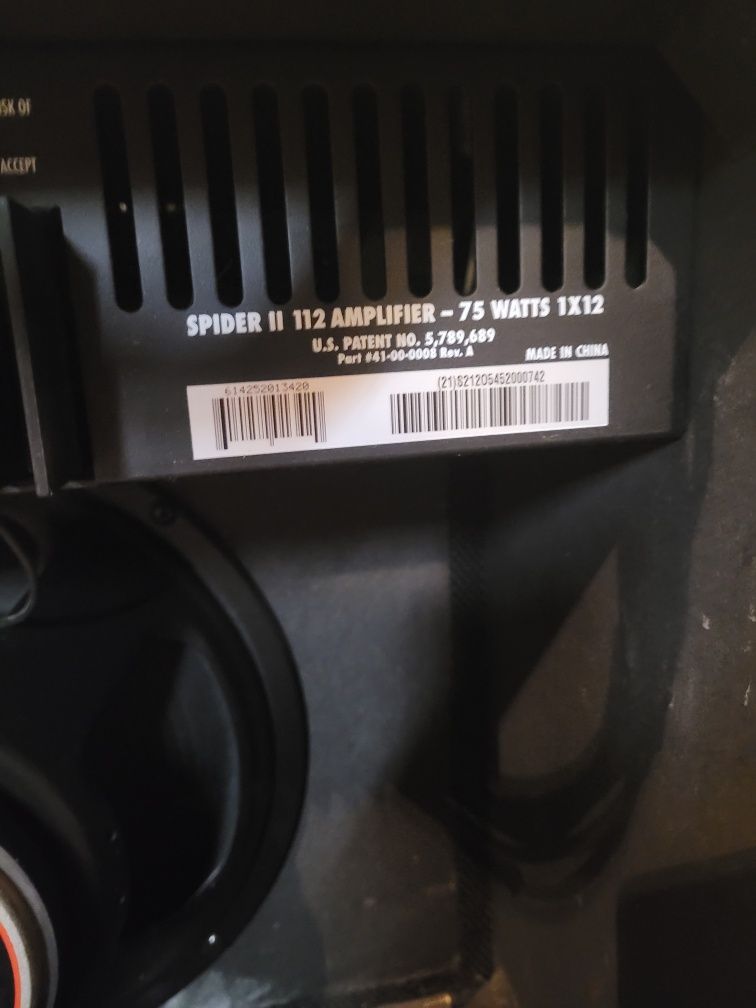 ISK OF
ACCEPT
SPIDER II 112 AMPLIFIER – 75 WATTS 1X12
U.S. PATENT NO. 5,789,689
Part #41-00-0008 Rev. A
MADE IN CHINA
614252013420
(21)S21205452000742